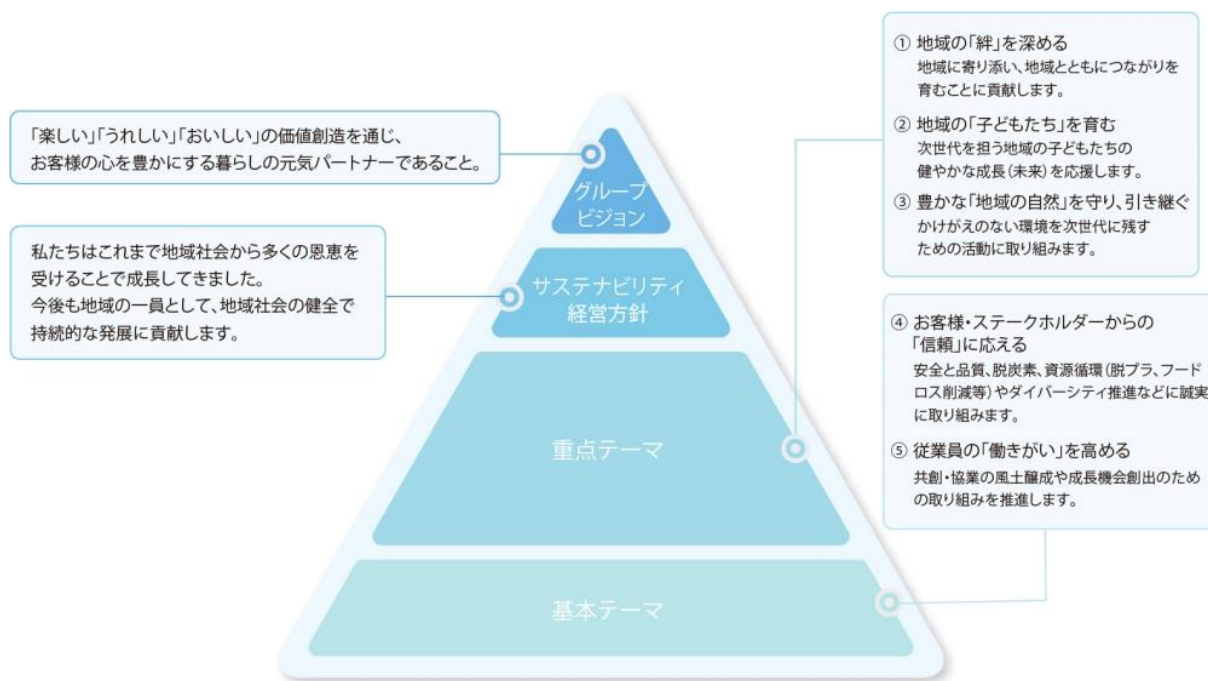 「楽しい」「うれしい」「おいしい」の価値創造を通じ、
お客様の心を豊かにする暮らしの元気パートナーであること。
私たちはこれまで地域社会から多くの恩恵を
受けることで成長してきました。
今後も地域の一員として、地域社会の健全で
持続的な発展に貢献します。
グループ
ビジョン
サステナビリティ
経営方針
重点テーマ
基本テーマ
① 地域の「絆」を深める
地域に寄り添い、地域とともにつながりを
育むことに貢献します。
② 地域の「子どもたち」を育む
次世代を担う地域の子どもたちの
健やかな成長(未来)を応援します。
③ 豊かな「地域の自然」を守り、引き継ぐ
かけがえのない環境を次世代に残す
ための活動に取り組みます。
④ お客様・ステークホルダーからの
「信頼」に応える
安全と品質、脱炭素、資源循環(脱プラ、フード
ロス削減等)やダイバーシティ推進などに誠実
に取り組みます。
⑤ 従業員の「働きがい」を高める
共創・協業の風土醸成や成長機会創出のため
の取り組みを推進します。